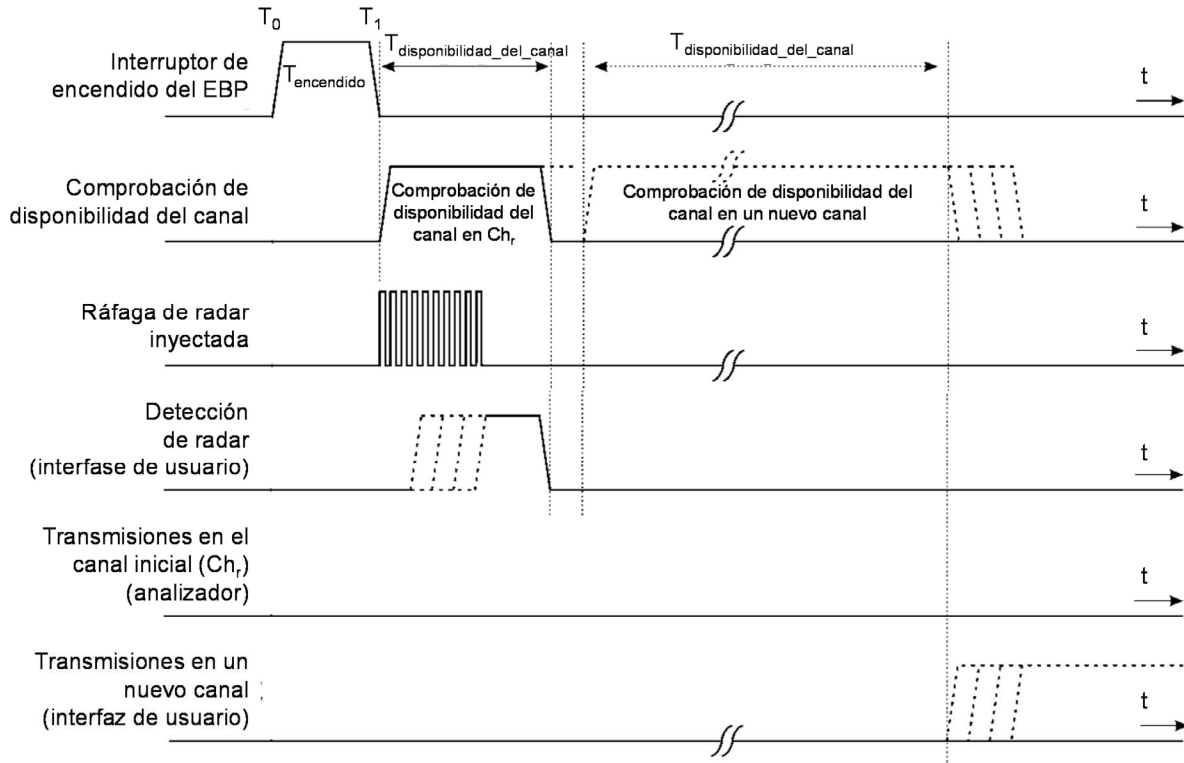 T0 T1
Interruptor de
encendido del EBP
Tencendido
Tdisponibilidad_del_canal
Tdisponibilidad_del_canal
t
Comprobación de
disponibilidad del canal
Comprobación de
disponibilidad del
canal en Chr
Comprobación de disponibilidad del
canal en un nuevo canal
t
Ráfaga de radar
inyectada
t
Detección
de radar
(interfase de usuario)
t
Transmisiones en el
canal inicial (Chr)
(analizador)
t
Transmisiones en un
nuevo canal
(interfaz de usuario)
t